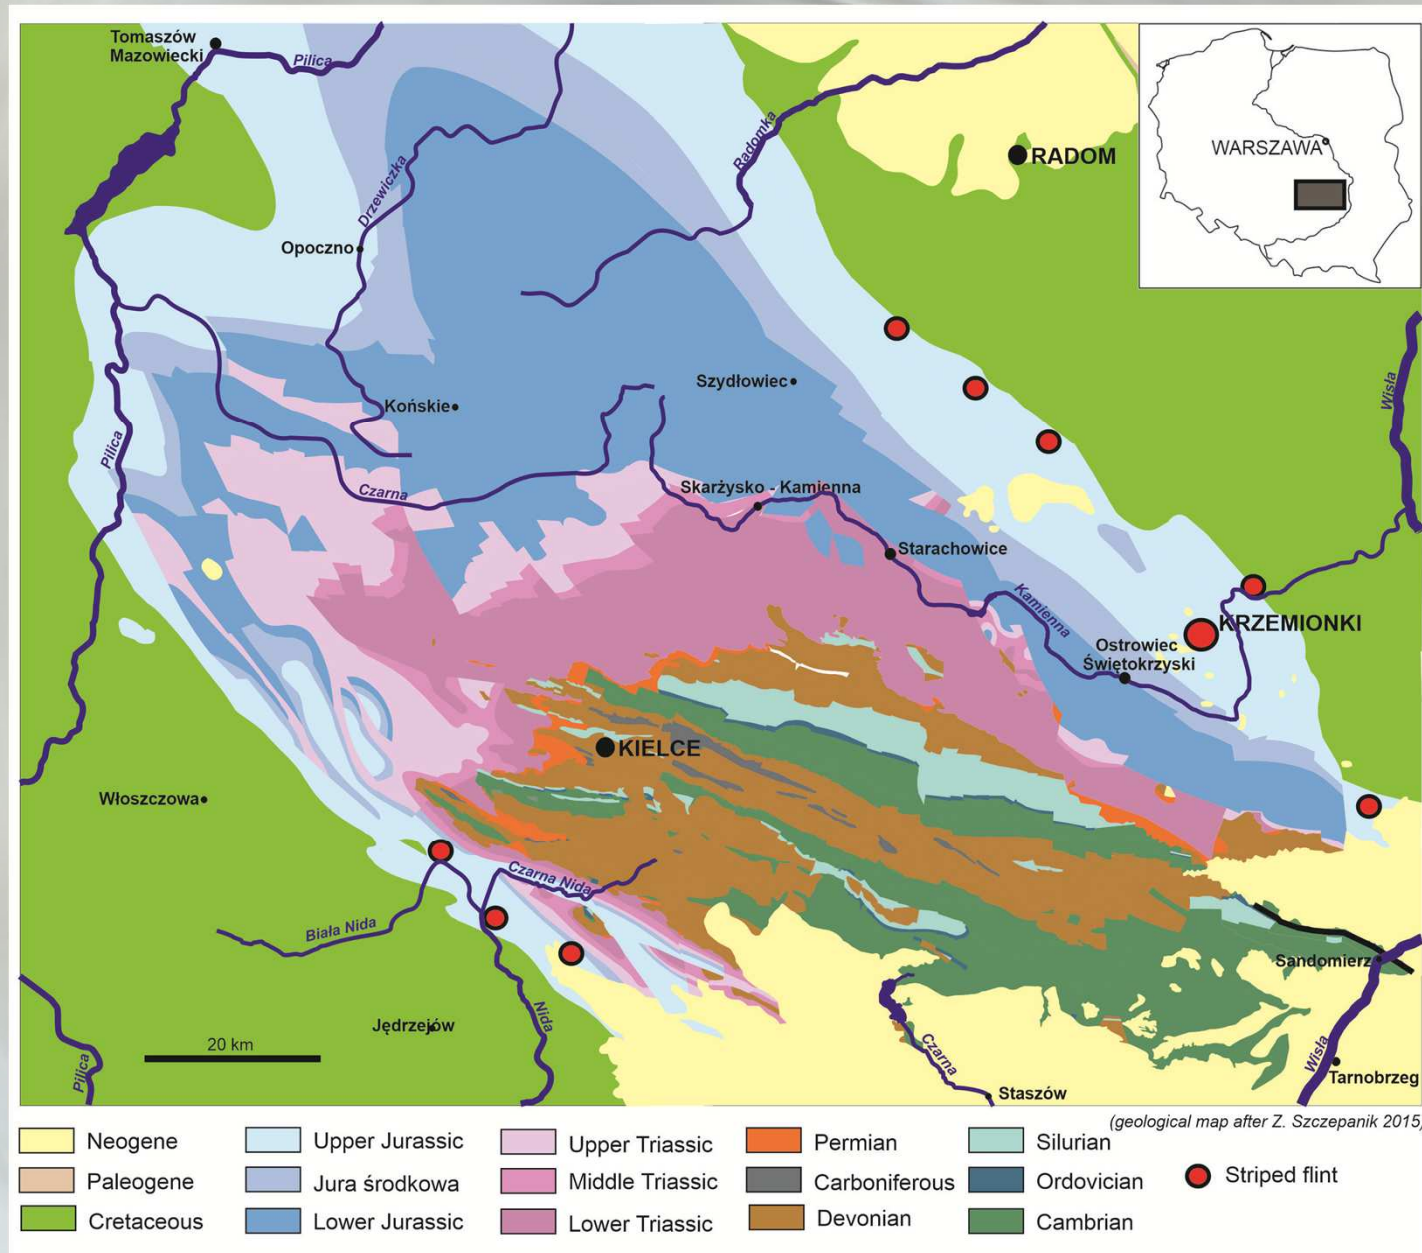 Tomaszów
Mazowiecki
Pilica
WARSZAWA
Radomka
RADOM
Drzewiczka
Opoczno
Szydłowiec
Wisła
Końskie
Pilica
Czarna
Skarżysko - Kamienna
Starachowice
Kamienna
KRZEMIONKI
Ostrowiec
Świętokrzyski
KIELCE
Włoszczowa
Czarna Nida
Biała Nida
Sandomierz
Nida
Jędrzejów
20 km
Pilica
Czarna
Wisła
Tarnobrzeg
Staszów
(geological map after Z. Szczepanik 2015)
Neogene
Upper Jurassic
Upper Triassic
Permian
Silurian
Paleogene
Jura środkowa
Middle Triassic
Carboniferous
Ordovician
Striped flint
Cretaceous
Lower Jurassic
Lower Triassic
Devonian
Cambrian